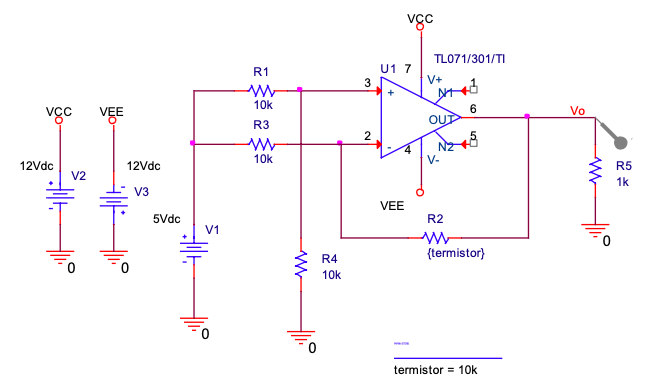 VCC
TL071/301/TI
U1
7
V+
R1
3
+
N1
1
10k
6
Vo
OUT
VCC
VEE
R3
2
-
N2
5
10k
4
V-
12Vdc
12Vdc
R5
1k
+
V2
-
-
V3
+
VEE
5Vdc
R2
0
+
V1
-
{termistor}
0
0
R4
10k
0
0
termistor = 10k